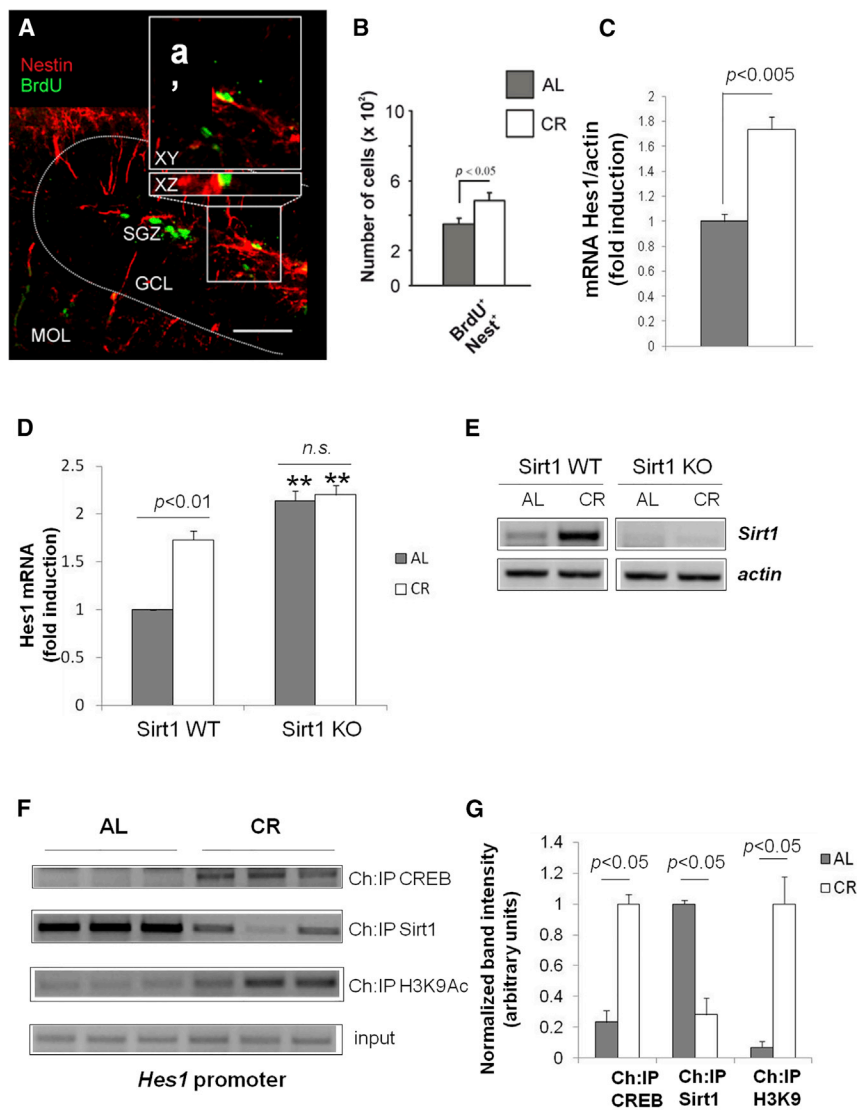 A
Nestin
BrdU
a
,
XY
XZ
SGZ
GCL
MOL
B
AL
CR
Number of cells (x 10²)
10
8
6
4
2
0
p < 0.05
BrdU⁺
Nest⁺
C
p<0.005
mRNA Hes1/actin
(fold induction)
2
1.8
1.6
1.4
1.2
1
0.8
0.6
0.4
0.2
0
D
Hes1 mRNA
(fold induction)
2.5
2
1.5
1
0.5
0
p<0.01
n.s.
** **
AL
CR
Sirt1 WT Sirt1 KO
E
Sirt1 WT Sirt1 KO
AL CR AL CR
Sirt1
actin
F
AL CR
Ch:IP CREB
Ch:IP Sirt1
Ch:IP H3K9Ac
input
Hes1 promoter
G
Normalized band intensity
(arbitrary units)
1.4
1.2
1
0.8
0.6
0.4
0.2
0
p<0.05 p<0.05 p<0.05
AL
CR
Ch:IP Ch:IP Ch:IP
CREB Sirt1 H3K9